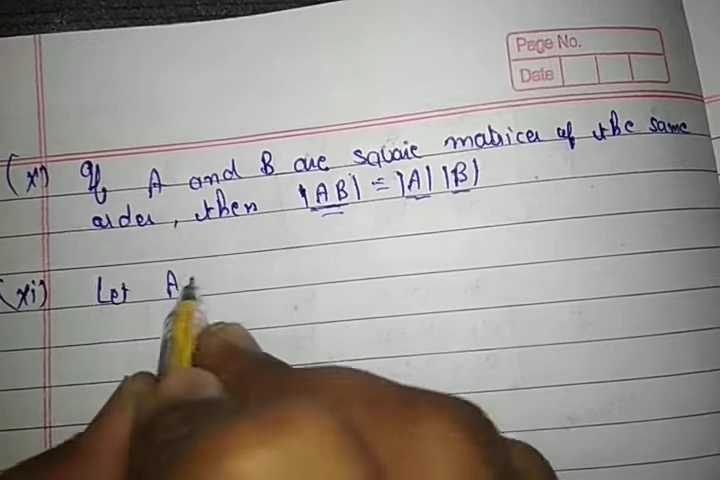 Page No.
Date
(x) If A and B are square matrices of the same
order, then |AB| = |A| |B|
(xi) Let A